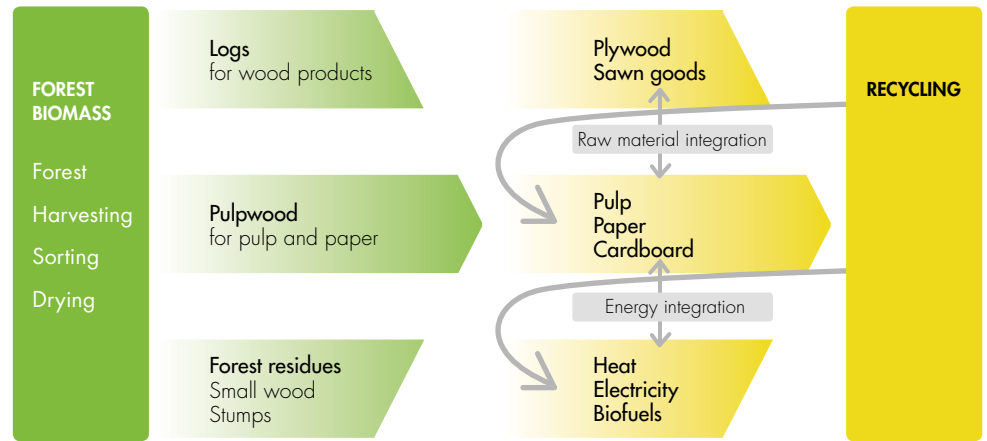 FOREST
BIOMASS
Forest
Harvesting
Sorting
Drying
Logs
for wood products
Pulpwood
for pulp and paper
Forest residues
Small wood
Stumps
Plywood
Sawn goods
Raw material integration
Pulp
Paper
Cardboard
Energy integration
Heat
Electricity
Biofuels
RECYCLING